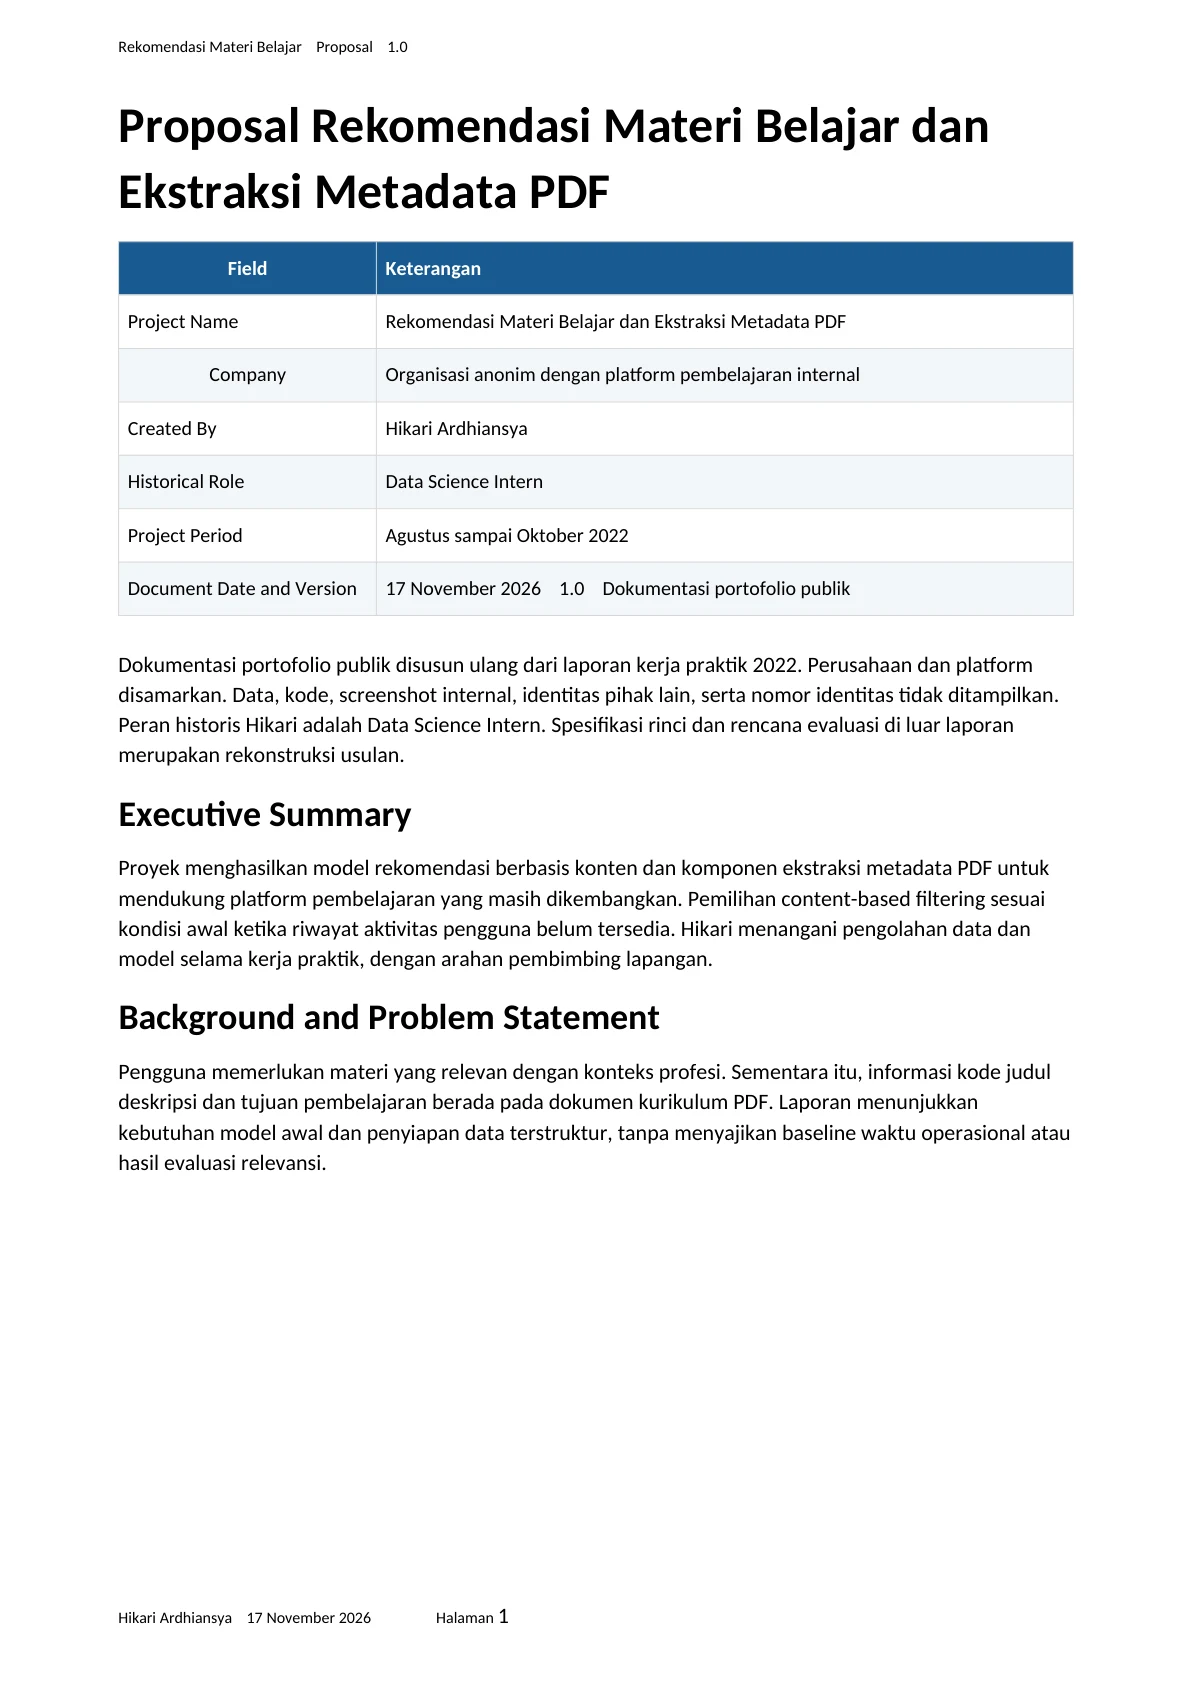 Rekomendasi Materi Belajar    Proposal    1.0
Proposal Rekomendasi Materi Belajar dan
Ekstraksi Metadata PDF
Field    Keterangan
Project Name    Rekomendasi Materi Belajar dan Ekstraksi Metadata PDF
Company    Organisasi anonim dengan platform pembelajaran internal
Created By    Hikari Ardhiansya
Historical Role    Data Science Intern
Project Period    Agustus sampai Oktober 2022
Document Date and Version    17 November 2026    1.0    Dokumentasi portofolio publik
Dokumentasi portofolio publik disusun ulang dari laporan kerja praktik 2022. Perusahaan dan platform
disamarkan. Data, kode, screenshot internal, identitas pihak lain, serta nomor identitas tidak ditampilkan.
Peran historis Hikari adalah Data Science Intern. Spesifikasi rinci dan rencana evaluasi di luar laporan
merupakan rekonstruksi usulan.
Executive Summary
Proyek menghasilkan model rekomendasi berbasis konten dan komponen ekstraksi metadata PDF untuk
mendukung platform pembelajaran yang masih dikembangkan. Pemilihan content-based filtering sesuai
kondisi awal ketika riwayat aktivitas pengguna belum tersedia. Hikari menangani pengolahan data dan
model selama kerja praktik, dengan arahan pembimbing lapangan.
Background and Problem Statement
Pengguna memerlukan materi yang relevan dengan konteks profesi. Sementara itu, informasi kode judul
deskripsi dan tujuan pembelajaran berada pada dokumen kurikulum PDF. Laporan menunjukkan
kebutuhan model awal dan penyiapan data terstruktur, tanpa menyajikan baseline waktu operasional atau
hasil evaluasi relevansi.
Hikari Ardhiansya    17 November 2026    Halaman 1